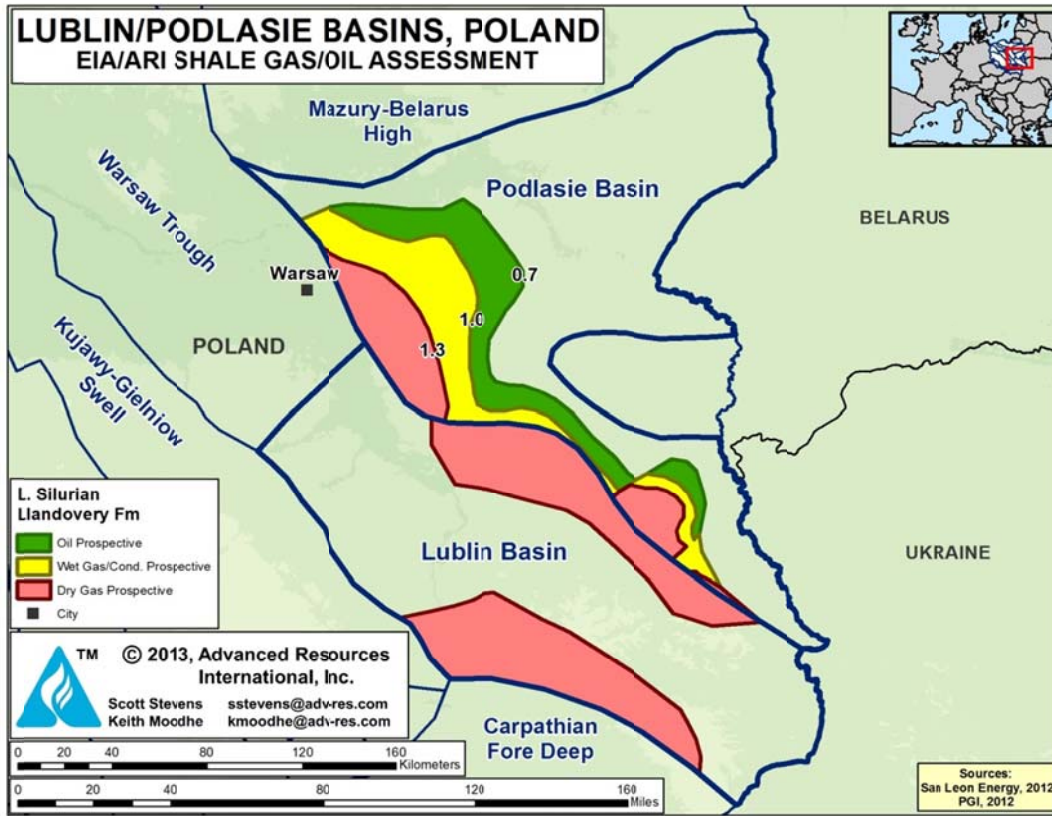 LUBLIN/PODLASIE BASINS, POLAND
EIA/ARI SHALE GAS/OIL ASSESSMENT
Mazury-Belarus
High
Podlasie Basin
Warsaw Trough
BELARUS
0.7
Warsaw
1.0
POLAND
1.3
Kujawy-Gielniow
Swell
L. Silurian
Llandovery Fm
Oil Prospective
Wet Gas/Cond. Prospective
Dry Gas Prospective
City
Lublin Basin
UKRAINE
TM
© 2013, Advanced Resources
International, Inc.
Scott Stevens sstevens@adv-res.com
Keith Moodhe kmoodhe@adv-res.com
Carpathian
Fore Deep
0 20 40 80 120 160
Kilometers
0 20 40 80 120 160
Miles
Sources:
San Leon Energy, 2012
PGI, 2012